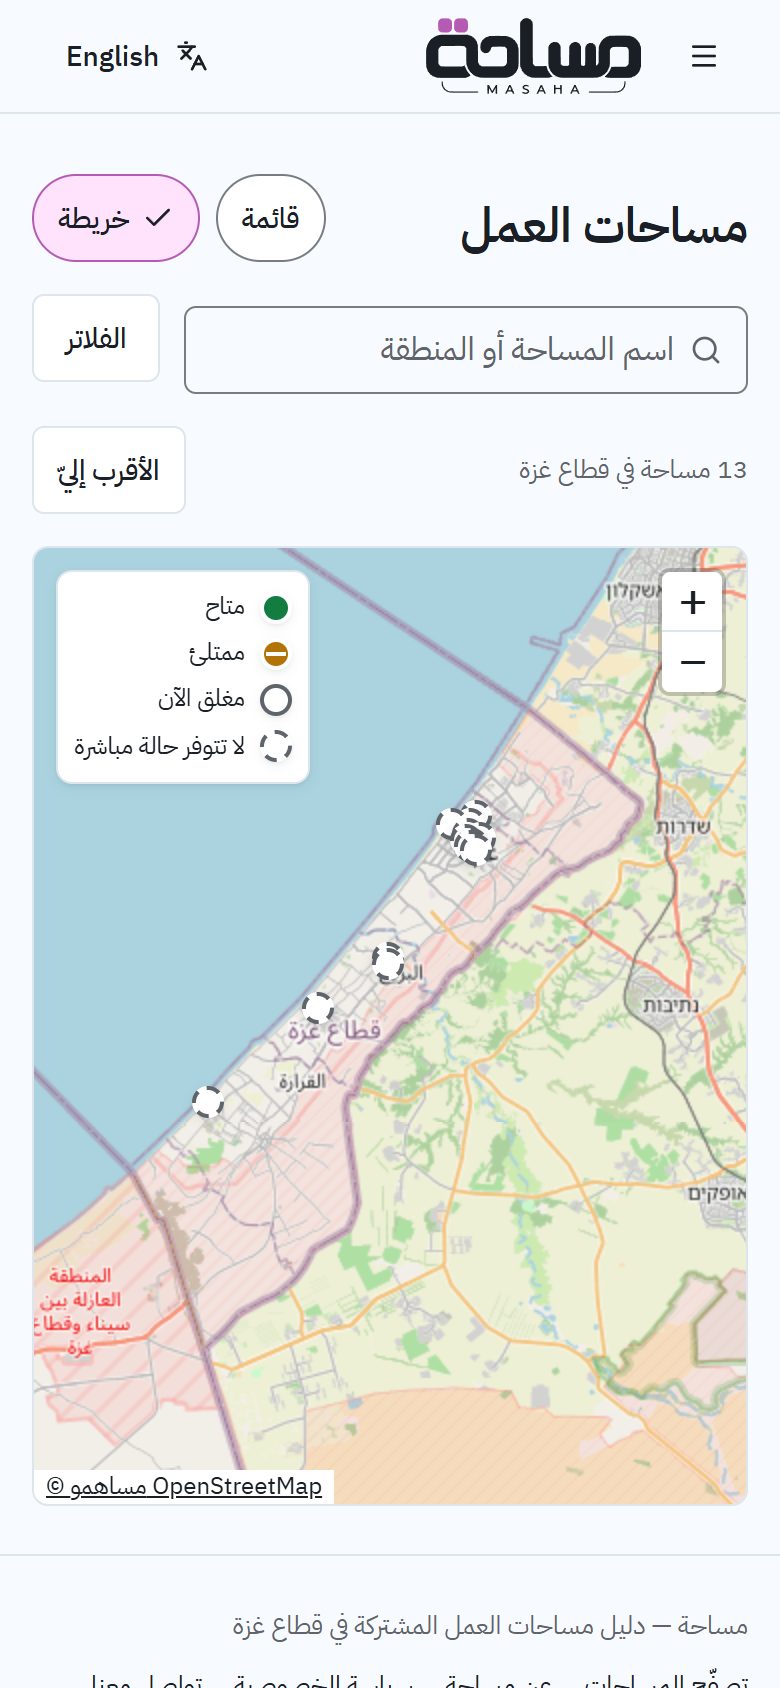 مساحة
MASAHA
English
مساحات العمل
قائمة
خريطة
اسم المساحة أو المنطقة
الفلاتر
13 مساحة في قطاع غزة
الأقرب إليّ
+
−
متاح
ممتلئ
مغلق الآن
لا تتوفر حالة مباشرة
אשקלון
שדרות
נתיבות
קطاع غزة
القرارة
אופקים
المنطقة
العازلة بين
سيناء وقطاع
غزة
© مساهمو OpenStreetMap
مساحة — دليل مساحات العمل المشتركة في قطاع غزة